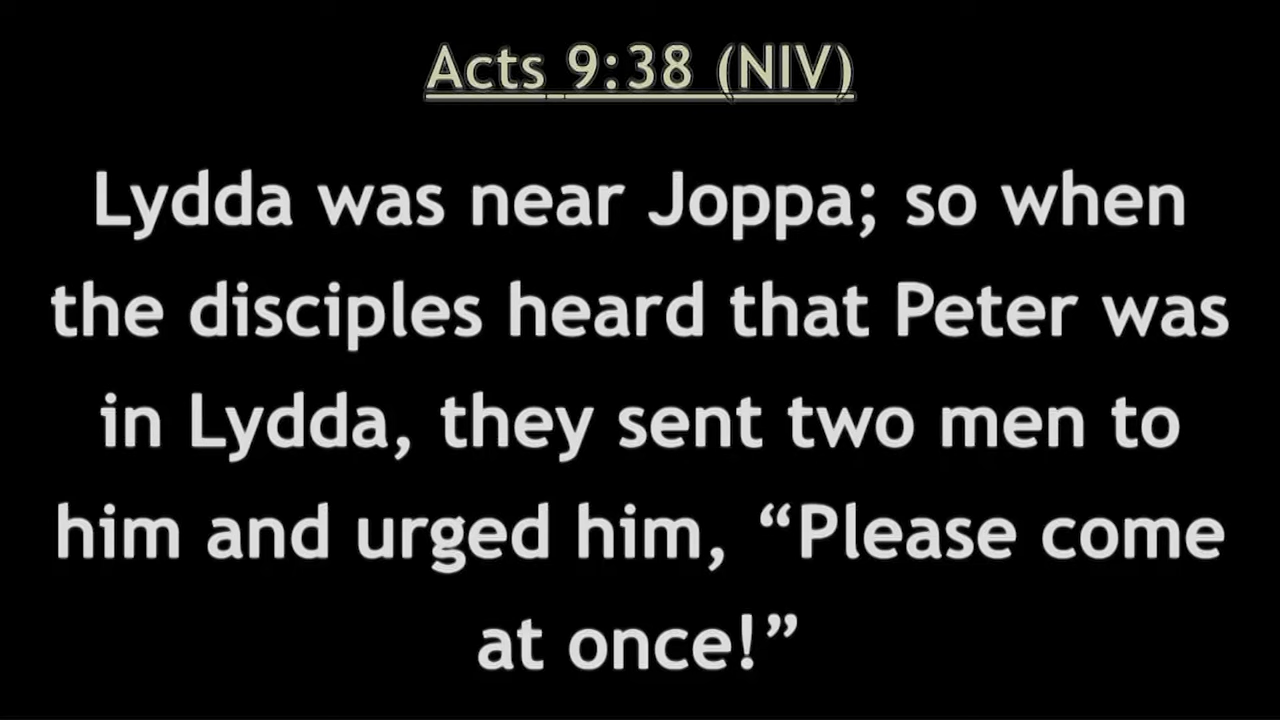 Acts 9:38 (NIV)
Lydda was near Joppa; so when
the disciples heard that Peter was
in Lydda, they sent two men to
him and urged him, “Please come
at once!”